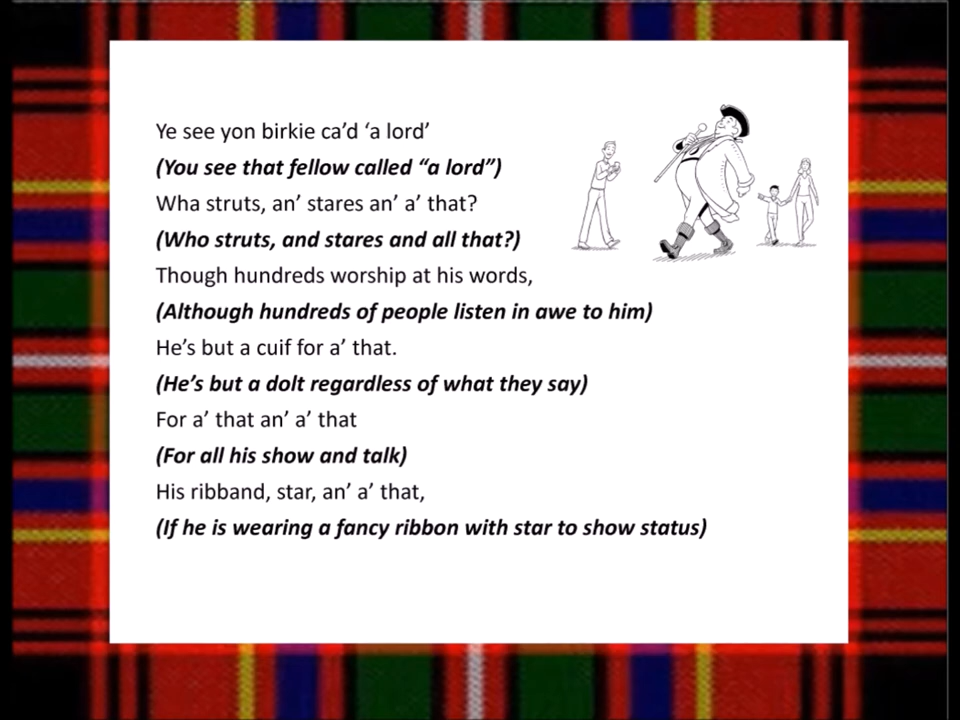 Ye see yon birkie ca’d ‘a lord’
(You see that fellow called “a lord”)
Wha struts, an’ stares an’ a’ that?
(Who struts, and stares and all that?)
Though hundreds worship at his words,
(Although hundreds of people listen in awe to him)
He’s but a cuif for a’ that.
(He’s but a dolt regardless of what they say)
For a’ that an’ a’ that
(For all his show and talk)
His ribband, star, an’ a’ that,
(If he is wearing a fancy ribbon with star to show status)